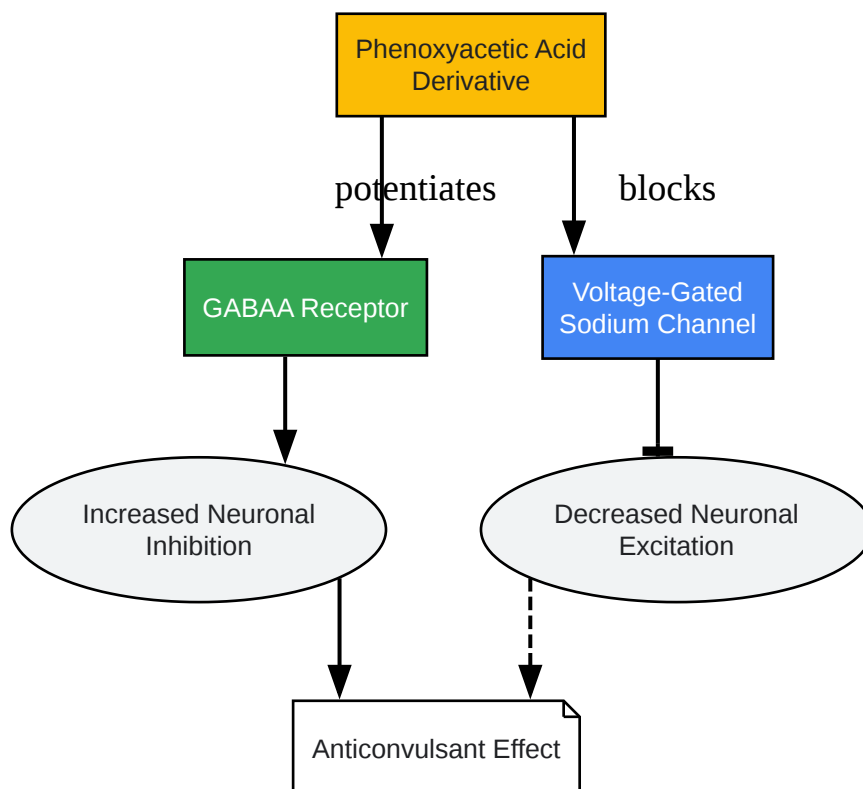 Phenoxyacetic Acid
Derivative
potentiates
blocks
GABAA Receptor
Voltage-Gated
Sodium Channel
Increased Neuronal
Inhibition
Decreased Neuronal
Excitation
Anticonvulsant Effect